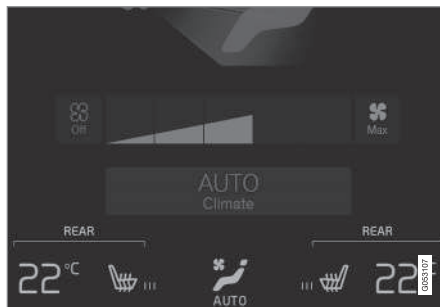 Off
Max
AUTO
Climate
REAR REAR
22°C 22°C
AUTO
G053107